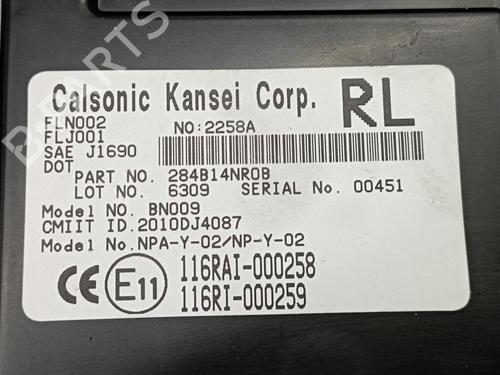 Calsonic Kansei Corp.
RL
FLN002
NO:2258A
FLJ001
SAE J1690
DOT
PART NO. 284B14NR0B
LOT NO. 6309 SERIAL No. 00451
Model NO. BN009
CMIIT ID.2010DJ4087
Model No.NPA-Y-02/NP-Y-02
CE E11
116RAI-000258
116RI-000259